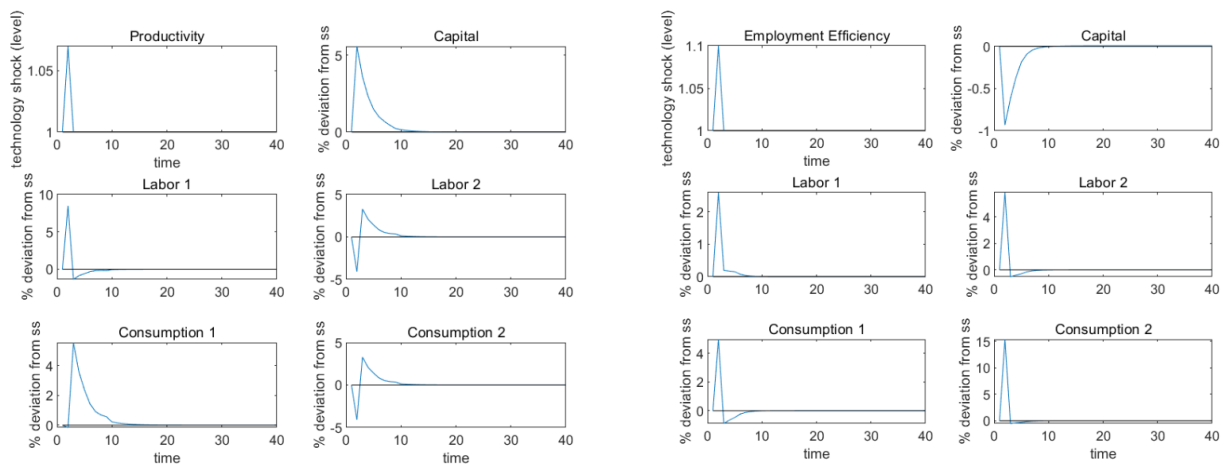 Productivity
technology shock (level)
1.05
1
0 10 20 30 40
time
Capital
% deviation from ss
5
0
0 10 20 30 40
time
Labor 1
% deviation from ss
10
5
0
0 10 20 30 40
Labor 2
% deviation from ss
5
0
-5
0 10 20 30 40
Consumption 1
% deviation from ss
4
2
0
0 10 20 30 40
time
Consumption 2
% deviation from ss
5
0
-5
0 10 20 30 40
time
Employment Efficiency
technology shock (level)
1.1
1.05
1
0 10 20 30 40
time
Capital
% deviation from ss
0
-0.5
-1
0 10 20 30 40
time
Labor 1
% deviation from ss
2
1
0
0 10 20 30 40
Labor 2
% deviation from ss
4
2
0
0 10 20 30 40
Consumption 1
% deviation from ss
4
2
0
0 10 20 30 40
time
Consumption 2
% deviation from ss
15
10
5
0
0 10 20 30 40
time